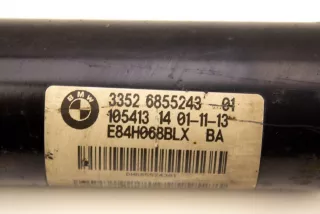 BMW
3352 6855243 01
105413 14 01-11-13
E84H068BLX BA